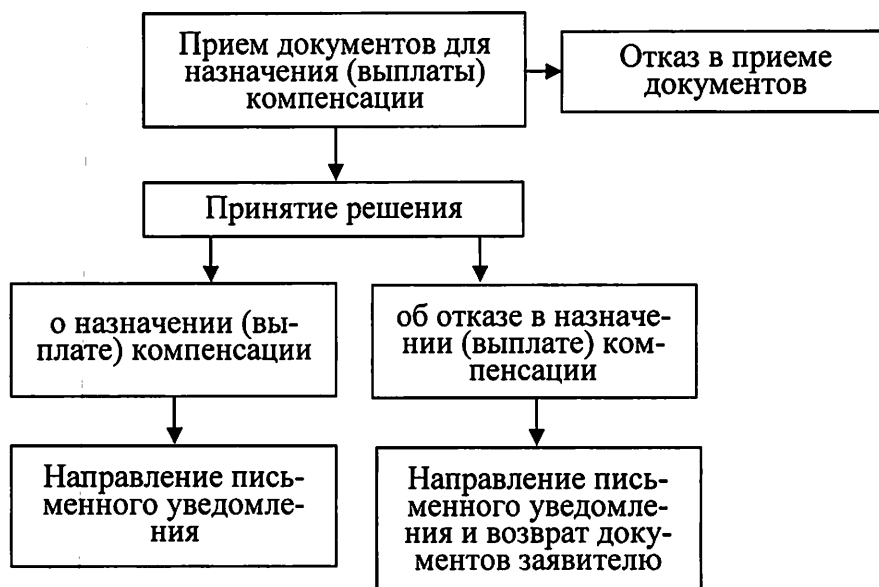 Прием документов для
назначения (выплаты)
компенсации
Отказ в приеме
документов
Принятие решения
о назначении (вы-
плате) компенсации
об отказе в назначе-
нии (выплате) ком-
пенсации
Направление пись-
менного уведомле-
ния
Направление пись-
менного уведомле-
ния и возврат доку-
ментов заявителю